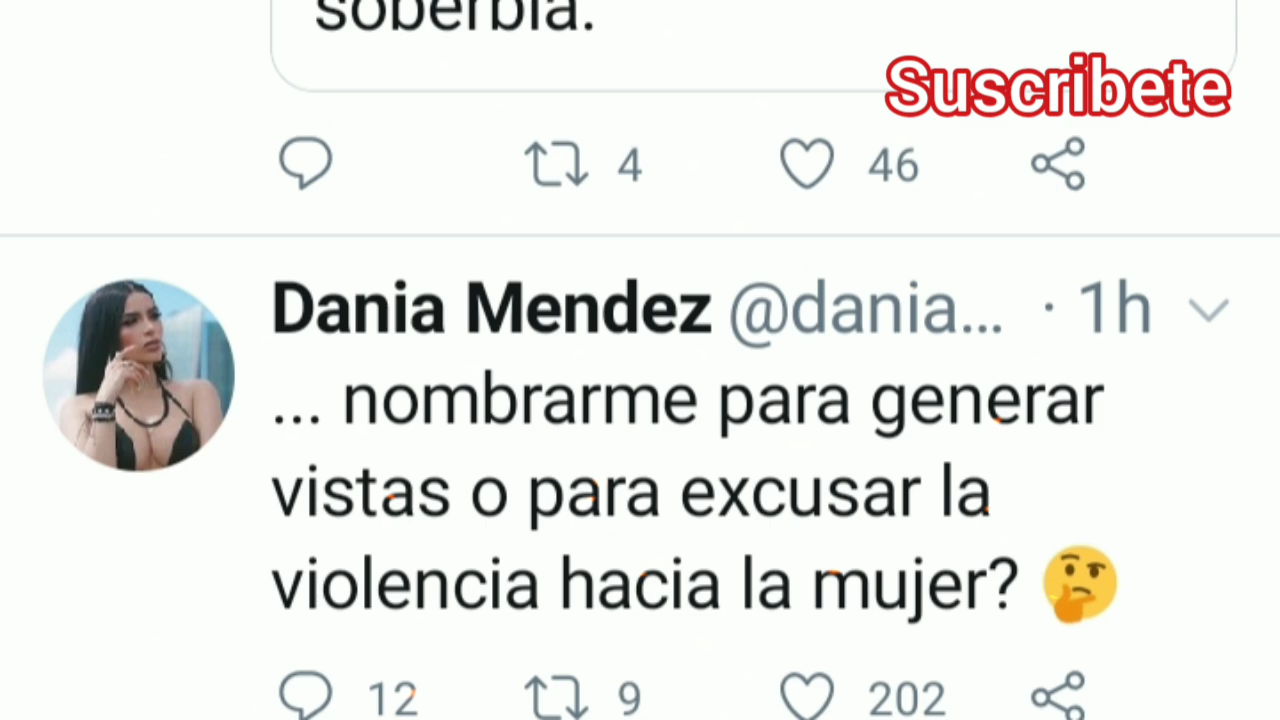 soberbia.
Suscribete
4 46
Dania Mendez @dania... · 1h
... nombrarme para generar
vistas o para excusar la
violencia hacia la mujer? 🤔
12 9 202